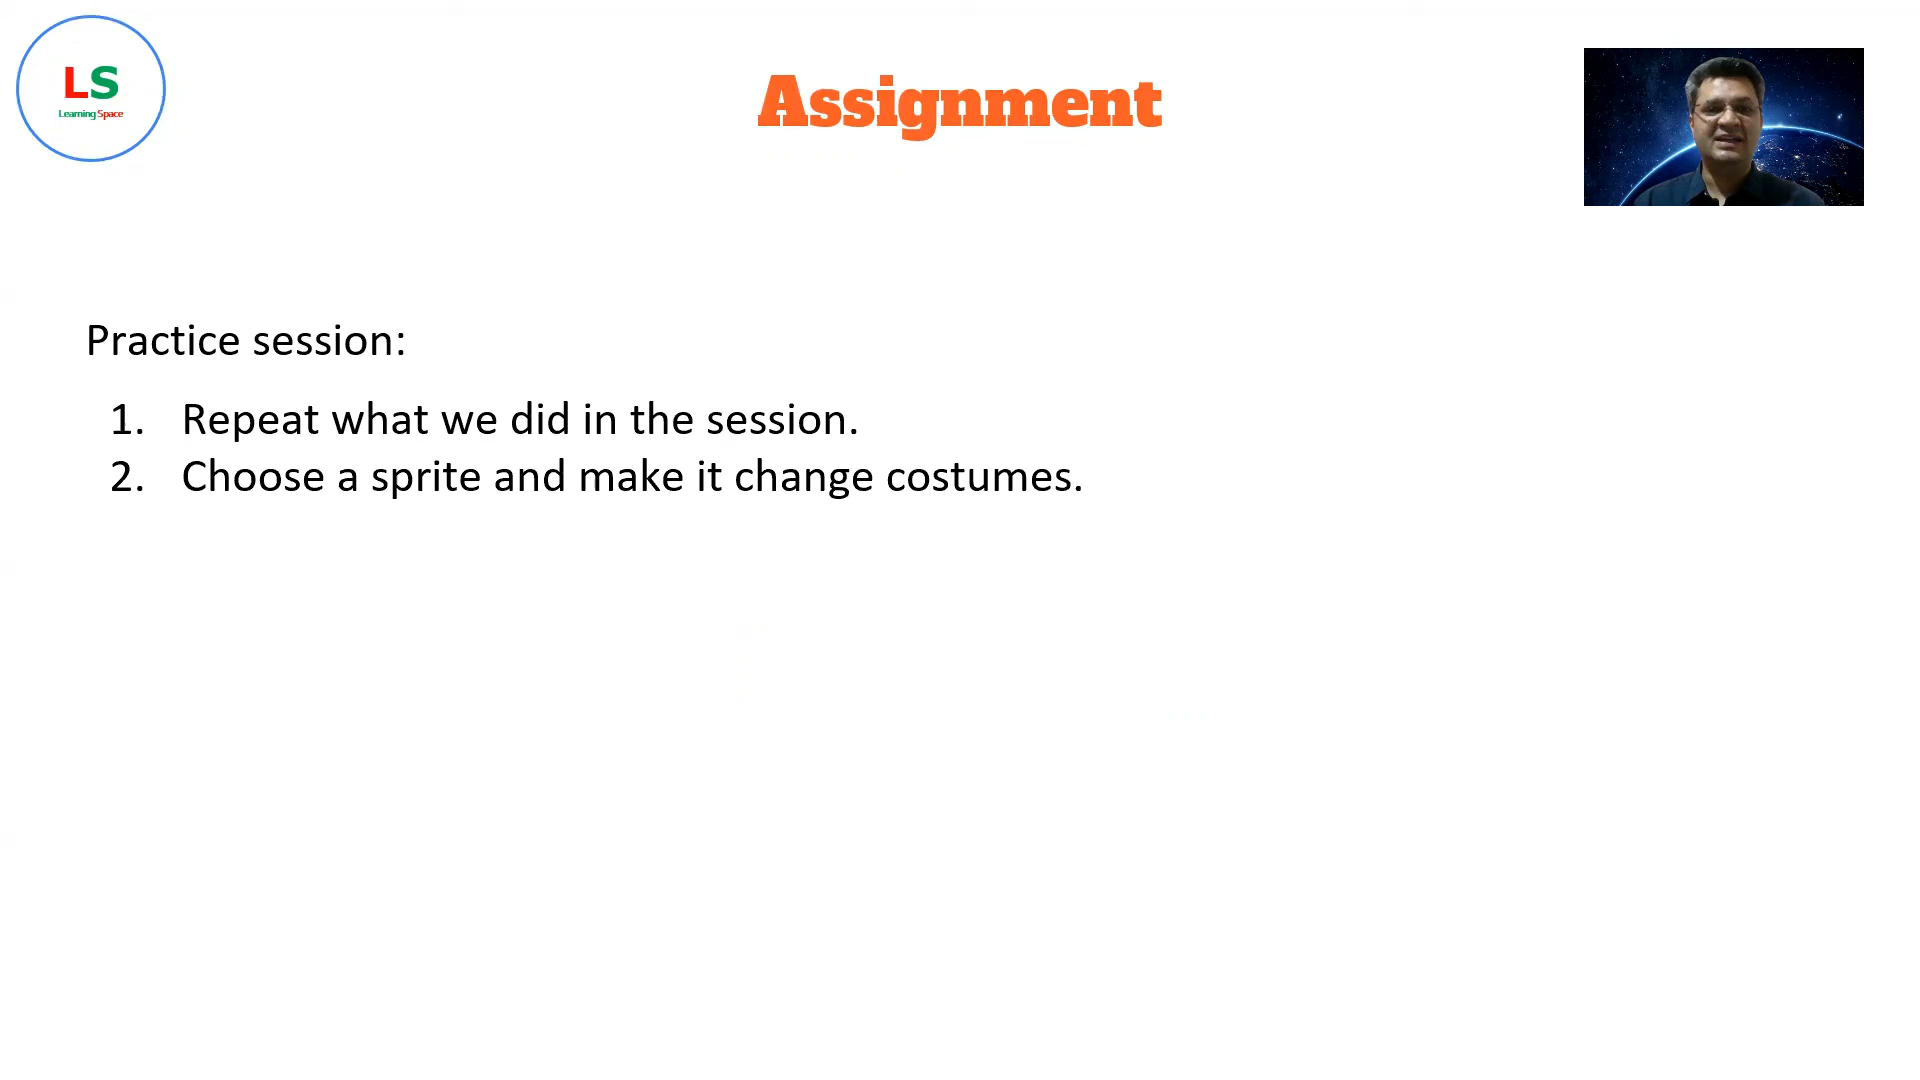 LS
Learning Space
Assignment
Practice session:
1. Repeat what we did in the session.
2. Choose a sprite and make it change costumes.